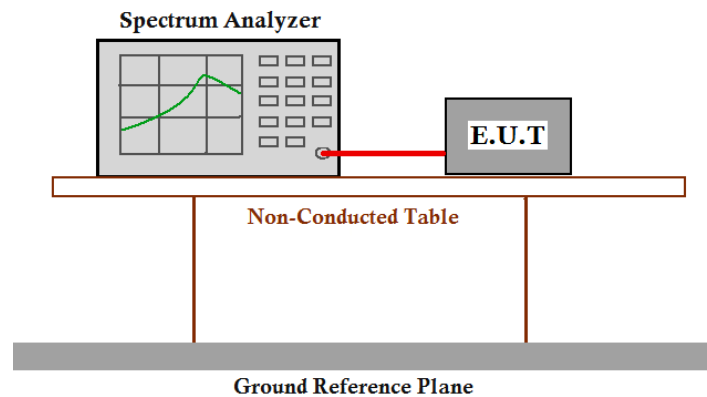 Spectrum Analyzer
E.U.T
Non-Conducted Table
Ground Reference Plane